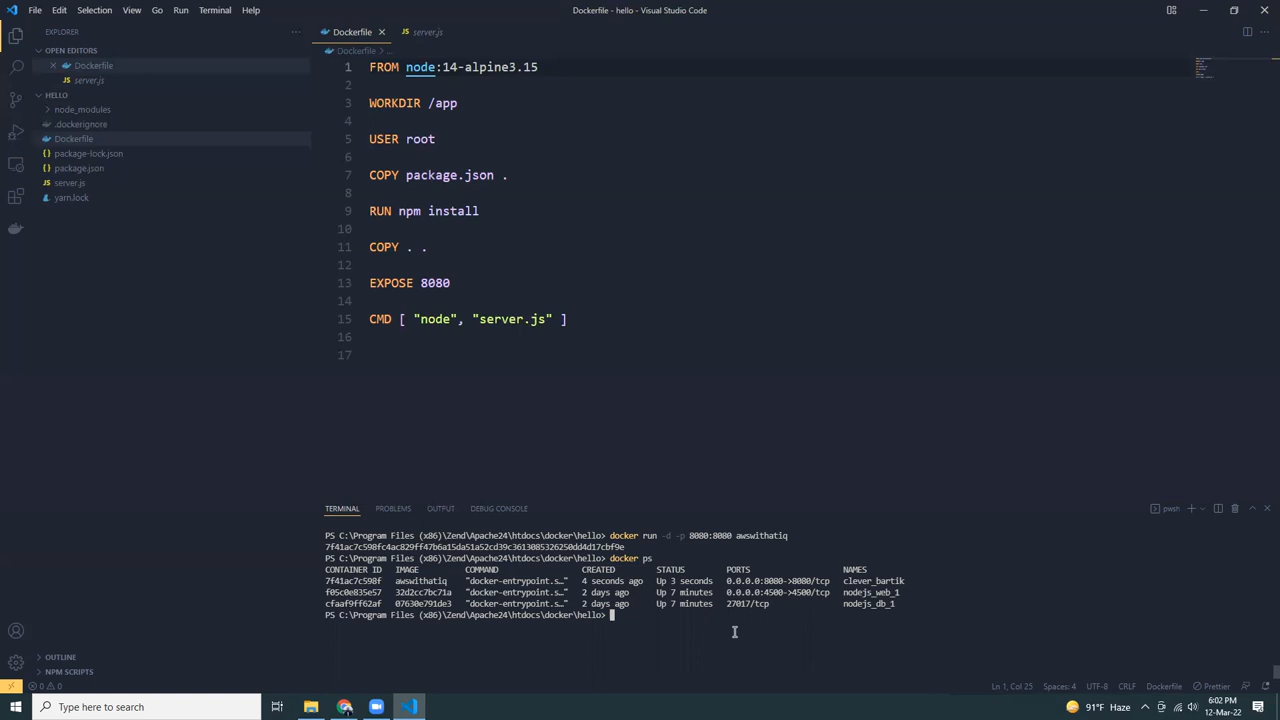 File Edit Selection View Go Run Terminal Help
Dockerfile - hello - Visual Studio Code
EXPLORER
OPEN EDITORS
Dockerfile
server.js
HELLO
node_modules
.dockerignore
Dockerfile
package-lock.json
package.json
server.js
yarn.lock
OUTLINE
NPM SCRIPTS
Dockerfile
server.js
Dockerfile > ...
1 FROM node:14-alpine3.15
2
3 WORKDIR /app
4
5 USER root
6
7 COPY package.json .
8
9 RUN npm install
10
11 COPY . .
12
13 EXPOSE 8080
14
15 CMD [ "node", "server.js" ]
16
17
TERMINAL PROBLEMS OUTPUT DEBUG CONSOLE
pwsh
PS C:\Program Files (x86)\Zend\Apache24\htdocs\docker\hello> docker run -d -p 8080:8080 awswhatiq
7f41ac7c598fc4ac829ff47b6a15da51a52cd39c3613085326250dd4d17cbf9e
PS C:\Program Files (x86)\Zend\Apache24\htdocs\docker\hello> docker ps
CONTAINER ID IMAGE COMMAND CREATED STATUS PORTS NAMES
7f41ac7c598f awswhatiq "docker-entrypoint.s…" 4 seconds ago Up 3 seconds 0.0.0.0:8080->8080/tcp clever_bartik
f05c0e835e57 32d2cc7bc71a "docker-entrypoint.s…" 2 days ago Up 7 minutes 0.0.0.0:4500->4500/tcp nodejs_web_1
cfaaf9ff62af 07630e791de3 "docker-entrypoint.s…" 2 days ago Up 7 minutes 27017/tcp nodejs_db_1
PS C:\Program Files (x86)\Zend\Apache24\htdocs\docker\hello>
0 0
Ln 1, Col 25 Spaces: 4 UTF-8 CRLF Dockerfile Prettier
Type here to search
91°F Haze
6:02 PM
12-Mar-22